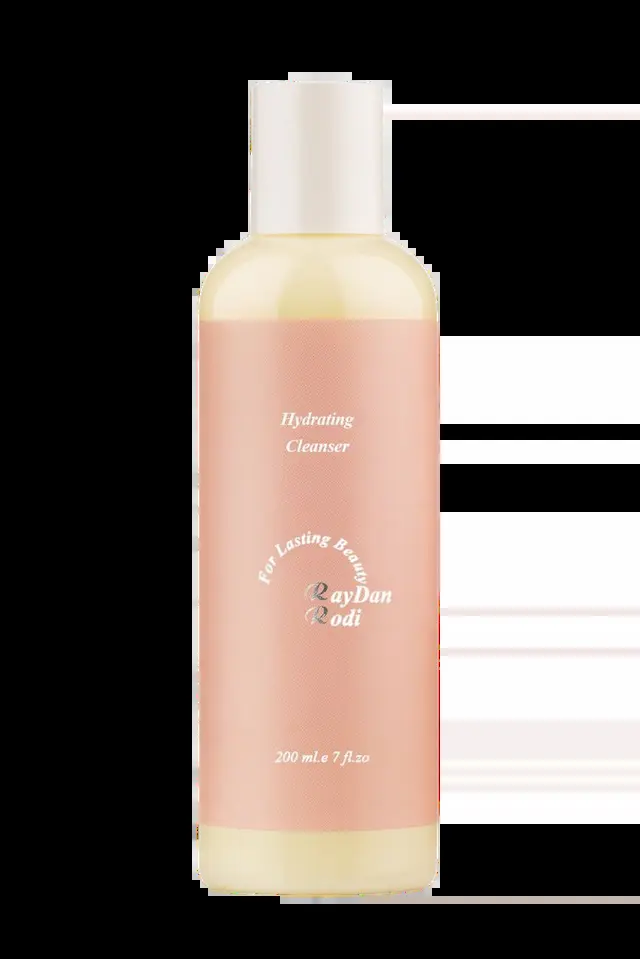 Hydrating
Cleanser
For Lasting Beauty
RayDan
Rodi
200 ml.e 7 fl.zo